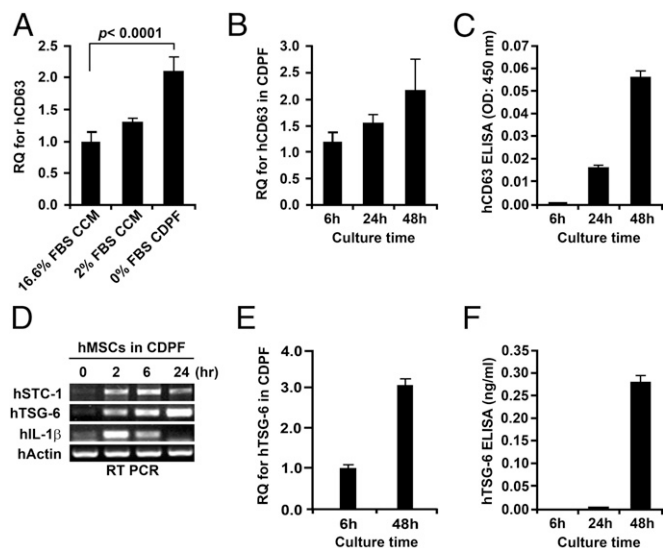 A
p< 0.0001
RQ for hCD63
2.5
2.0
1.5
1.0
0.5
0.0
16.6% FBS CCM
2% FBS CCM
0% FBS CDPF
B
RQ for hCD63 in CDPF
3.0
2.5
2.0
1.5
1.0
0.5
0.0
6h 24h 48h
Culture time
C
hCD63 ELISA (OD: 450 nm)
0.07
0.06
0.05
0.04
0.03
0.02
0.01
0.00
6h 24h 48h
Culture time
D
hMSCs in CDPF
0 2 6 24 (hr)
hSTC-1
hTSG-6
hIL-1β
hActin
RT PCR
E
RQ for hTSG-6 in CDPF
4.0
3.0
2.0
1.0
0.0
6h 48h
Culture time
F
hTSG-6 ELISA (ng/ml)
0.30
0.25
0.20
0.15
0.10
0.05
0.00
6h 24h 48h
Culture time